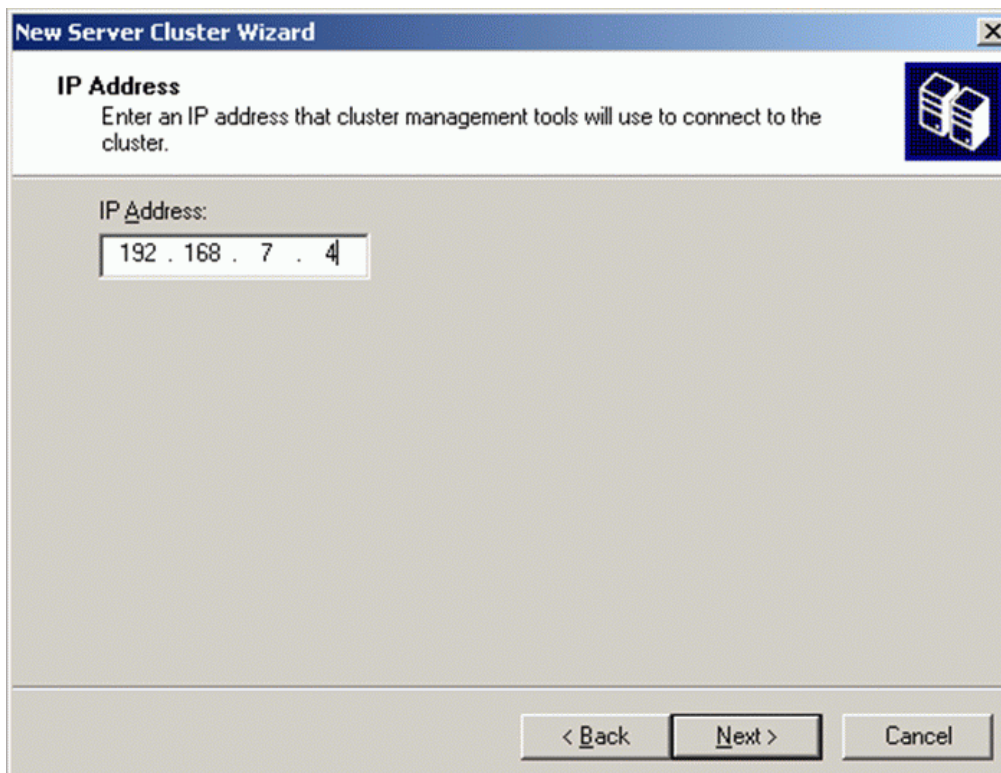 New Server Cluster Wizard
IP Address
Enter an IP address that cluster management tools will use to connect to the
cluster.
IP Address:
192 . 168 . 7 . 4
< Back
Next >
Cancel